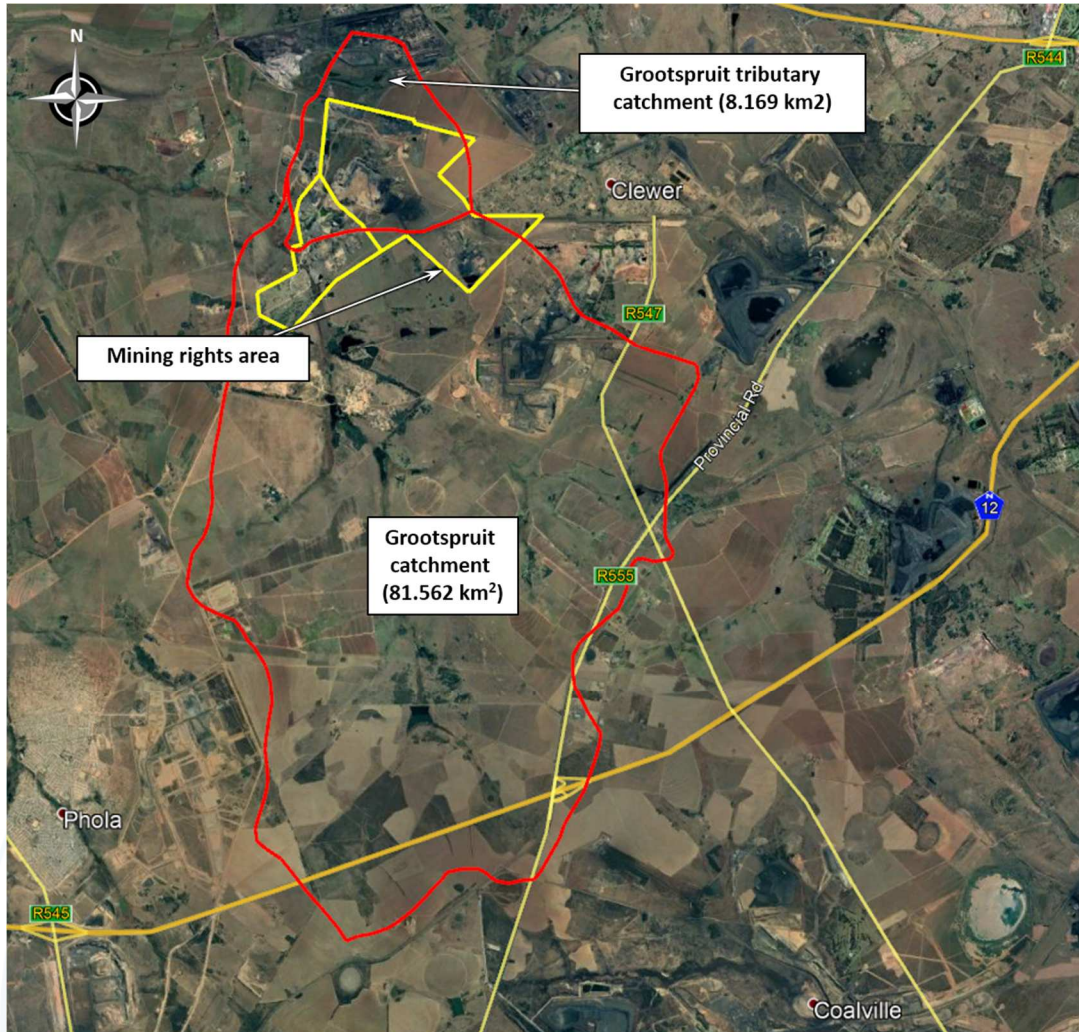 N
Grootspruit tributary
catchment (8.169 km2)
R544
Clewer
R547
Mining rights area
Provincial Rd
N
12
Grootspruit
catchment
(81.562 km²)
R555
Phola
R545
Coalville